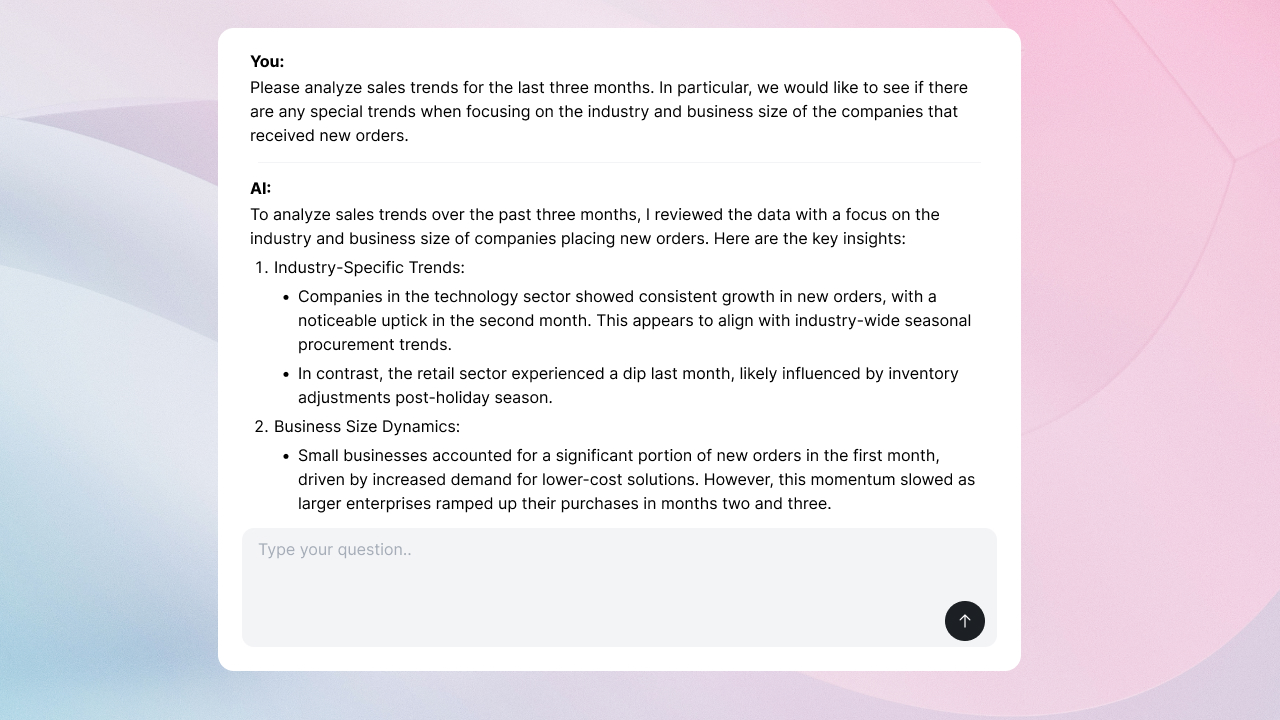 You:
Please analyze sales trends for the last three months. In particular, we would like to see if there
are any special trends when focusing on the industry and business size of the companies that
received new orders.
AI:
To analyze sales trends over the past three months, I reviewed the data with a focus on the
industry and business size of companies placing new orders. Here are the key insights:
1. Industry-Specific Trends:
• Companies in the technology sector showed consistent growth in new orders, with a
noticeable uptick in the second month. This appears to align with industry-wide seasonal
procurement trends.
• In contrast, the retail sector experienced a dip last month, likely influenced by inventory
adjustments post-holiday season.
2. Business Size Dynamics:
• Small businesses accounted for a significant portion of new orders in the first month,
driven by increased demand for lower-cost solutions. However, this momentum slowed as
larger enterprises ramped up their purchases in months two and three.
Type your question..